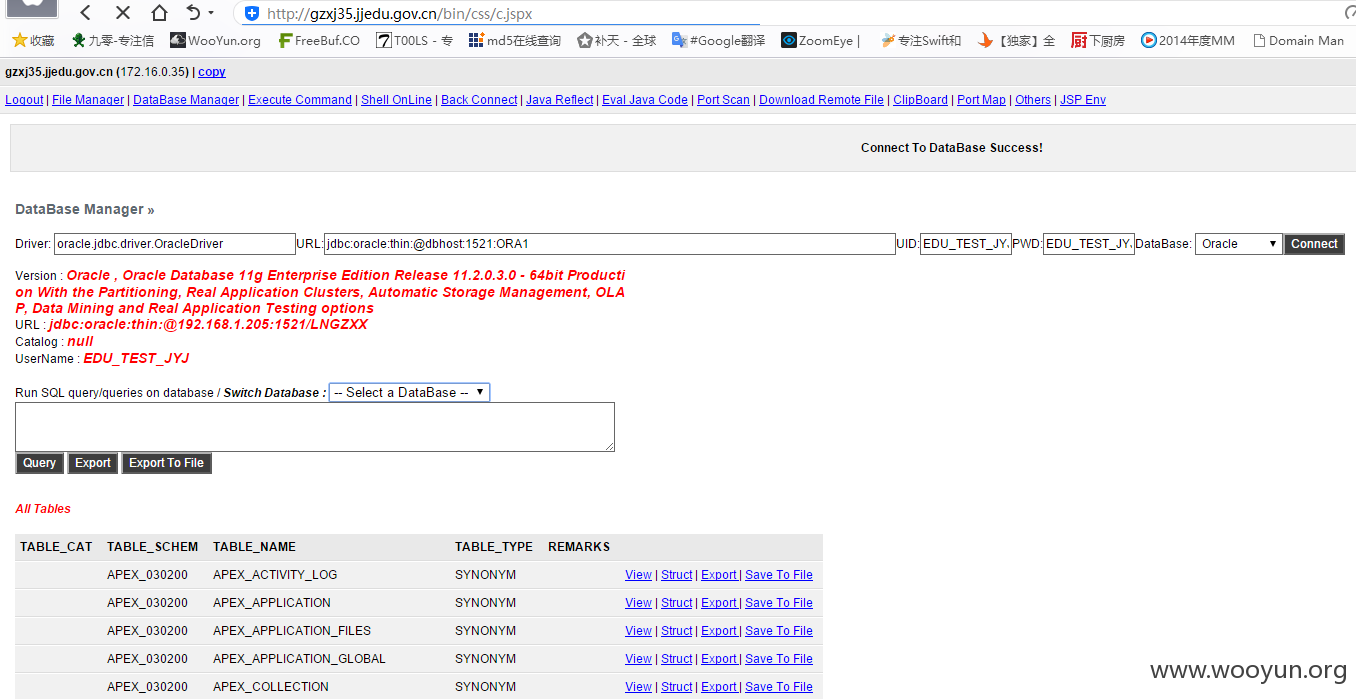 http://gzxj35.jjedu.gov.cn/bin/css/c.jspx
收藏 九零-专注信 WooYun.org FreeBuf.CO T00LS - 专 md5在线查询 补天 - 全球 #Google翻译 ZoomEye | 专注Swift和 【独家】全 下厨房 2014年度MM Domain Man
gzxj35.jjedu.gov.cn (172.16.0.35) | copy
Logout | File Manager | DataBase Manager | Execute Command | Shell OnLine | Back Connect | Java Reflect | Eval Java Code | Port Scan | Download Remote File | ClipBoard | Port Map | Others | JSP Env
Connect To DataBase Success!
DataBase Manager »
Driver: oracle.jdbc.driver.OracleDriver URL: jdbc:oracle:thin:@dbhost:1521:ORA1 UID: EDU_TEST_JY PWD: EDU_TEST_JY DataBase: Oracle Connect
Version : Oracle , Oracle Database 11g Enterprise Edition Release 11.2.0.3.0 - 64bit Producti
on With the Partitioning, Real Application Clusters, Automatic Storage Management, OLA
P, Data Mining and Real Application Testing options
URL : jdbc:oracle:thin:@192.168.1.205:1521/LNGZXX
Catalog : null
UserName : EDU_TEST_JYJ
Run SQL query/queries on database / Switch Database : -- Select a DataBase --
Query Export Export To File
All Tables
TABLE_CAT TABLE_SCHEM TABLE_NAME TABLE_TYPE REMARKS
APEX_030200 APEX_ACTIVITY_LOG SYNONYM View | Struct | Export | Save To File
APEX_030200 APEX_APPLICATION SYNONYM View | Struct | Export | Save To File
APEX_030200 APEX_APPLICATION_FILES SYNONYM View | Struct | Export | Save To File
APEX_030200 APEX_APPLICATION_GLOBAL SYNONYM View | Struct | Export | Save To File
APEX_030200 APEX_COLLECTION SYNONYM View | Struct | Export | Save To File
www.wooyun.org